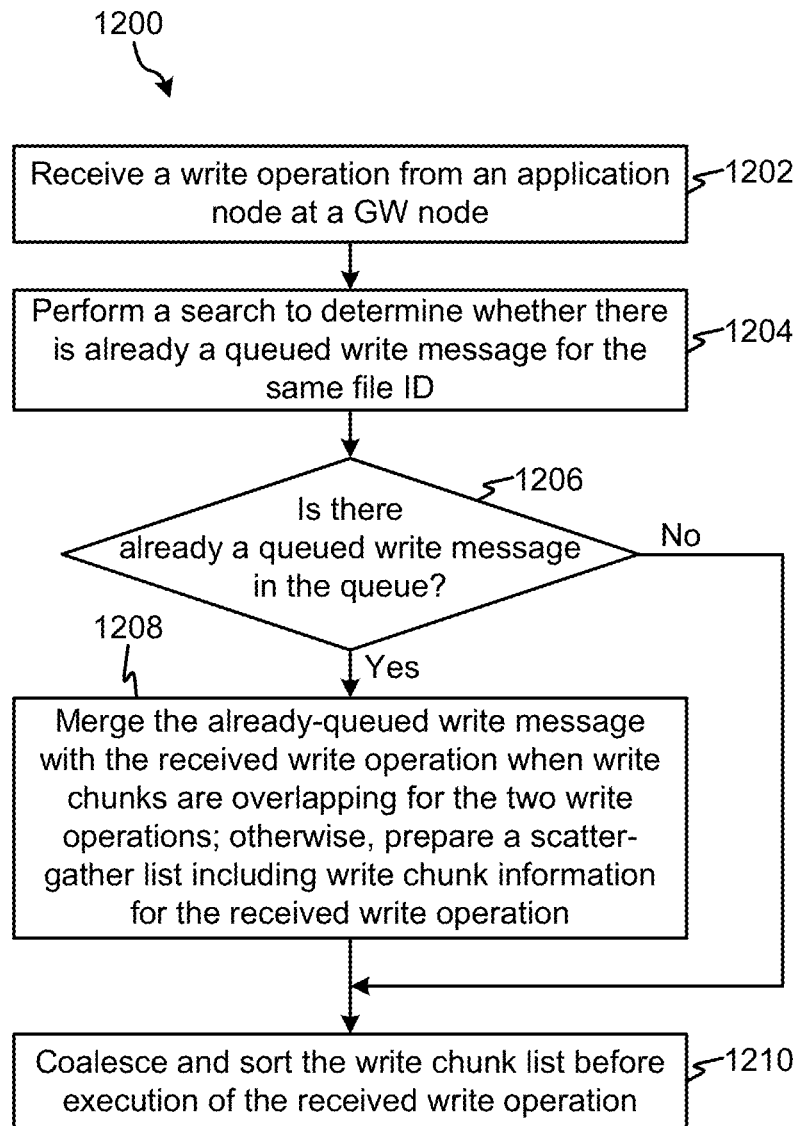 1200
Receive a write operation from an application
node at a GW node
1202
Perform a search to determine whether there
is already a queued write message for the
same file ID
1204
1206
Is there
already a queued write message
in the queue?
No
1208
Yes
Merge the already-queued write message
with the received write operation when write
chunks are overlapping for the two write
operations; otherwise, prepare a scatter-
gather list including write chunk information
for the received write operation
Coalesce and sort the write chunk list before
execution of the received write operation
1210